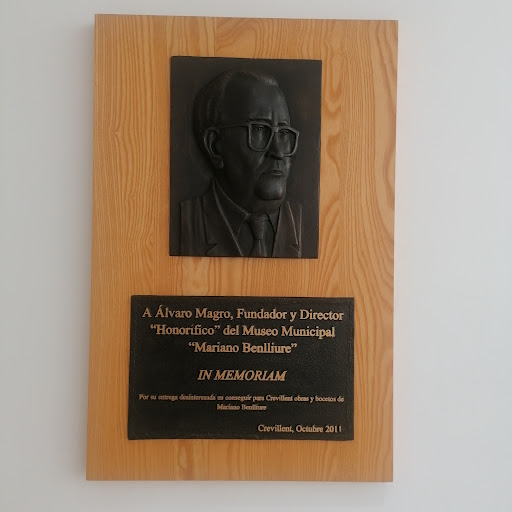 A Álvaro Magro, Fundador y Director
“Honorífico” del Museo Municipal
“Mariano Benlliure”
IN MEMORIAM
Por su entrega desinteresada en conseguir para Crevillent obras y bocetos de
Mariano Benlliure
Crevillent, Octubre 2011